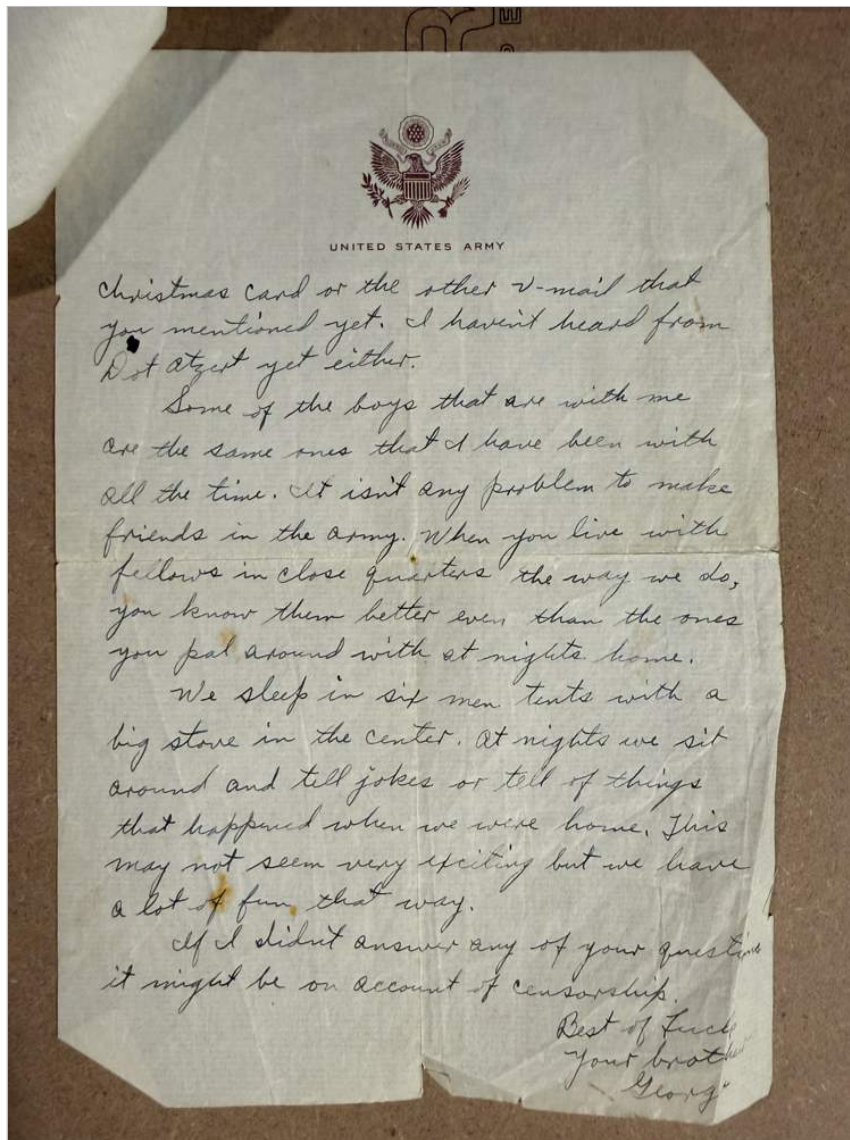 UNITED STATES ARMY
Christmas card or the other V-mail that
you mentioned yet. I haven't heard from
Dot Atzert yet either.
Some of the boys that are with me
are the same ones that I have been with
all the time. It isn't any problem to make
friends in the army. When you live with
fellows in close quarters the way we do,
you know them better even than the ones
you pal around with at nights home.
We sleep in six men tents with a
big stove in the center. At nights we sit
around and tell jokes or tell of things
that happened when we were home. This
may not seem very exciting but we have
a lot of fun that way.
If I didn't answer any of your questions
it might be on account of censorship.
Best of Luck
Your brother
George